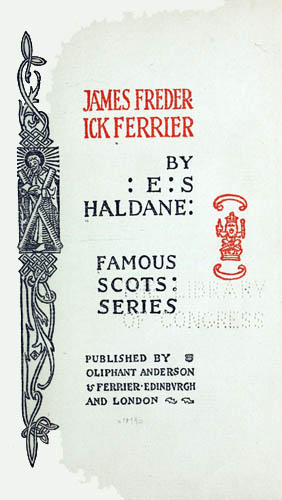 JAMES FREDER
ICK FERRIER
BY
: E : S
HALDANE:
FAMOUS
SCOTS:
SERIES
THE LIBRARY
OF CONGRESS
PUBLISHED BY
OLIPHANT ANDERSON
& FERRIER · EDINBVRGH
AND LONDON